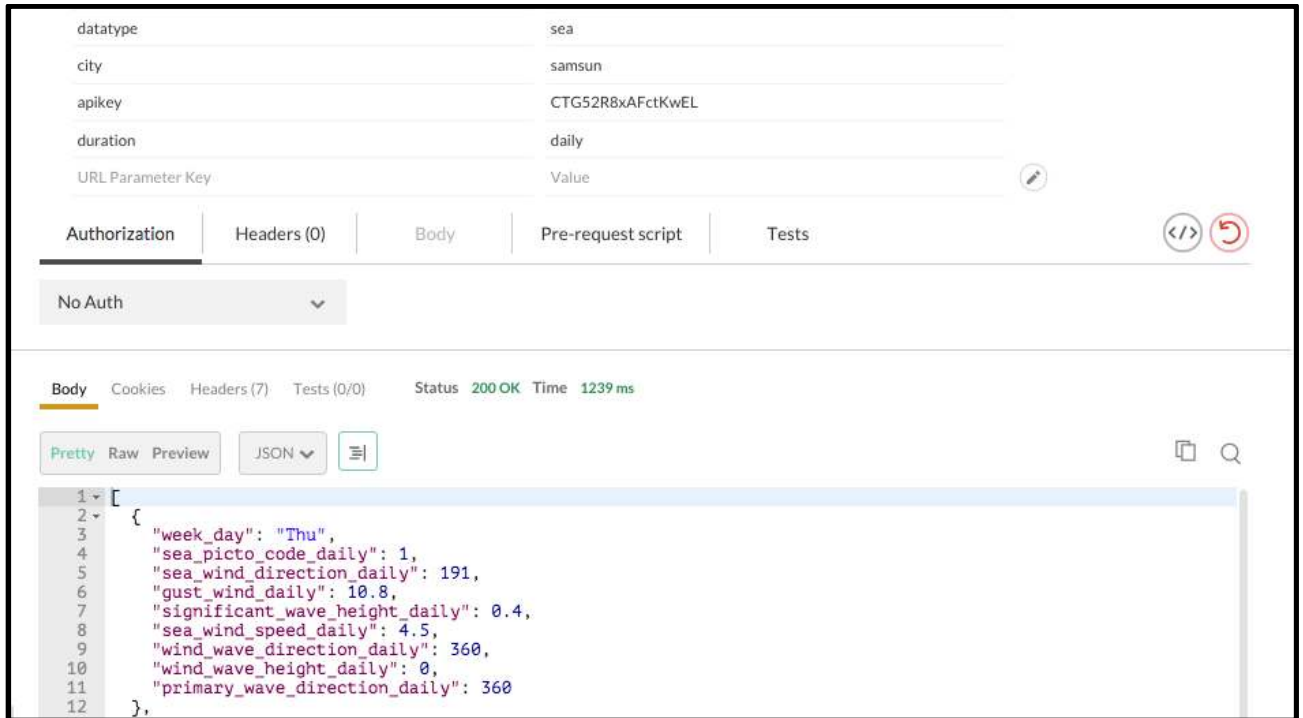 datatype sea
city samsun
apikey CTG52R8xAFctKwEL
duration daily
URL Parameter Key Value
Authorization Headers (0) Body Pre-request script Tests
No Auth
Body Cookies Headers (7) Tests (0/0) Status 200 OK Time 1239 ms
Pretty Raw Preview JSON
1 [
2 {
3 "week_day": "Thu",
4 "sea_picto_code_daily": 1,
5 "sea_wind_direction_daily": 191,
6 "gust_wind_daily": 10.8,
7 "significant_wave_height_daily": 0.4,
8 "sea_wind_speed_daily": 4.5,
9 "wind_wave_direction_daily": 360,
10 "wind_wave_height_daily": 0,
11 "primary_wave_direction_daily": 360
12 },